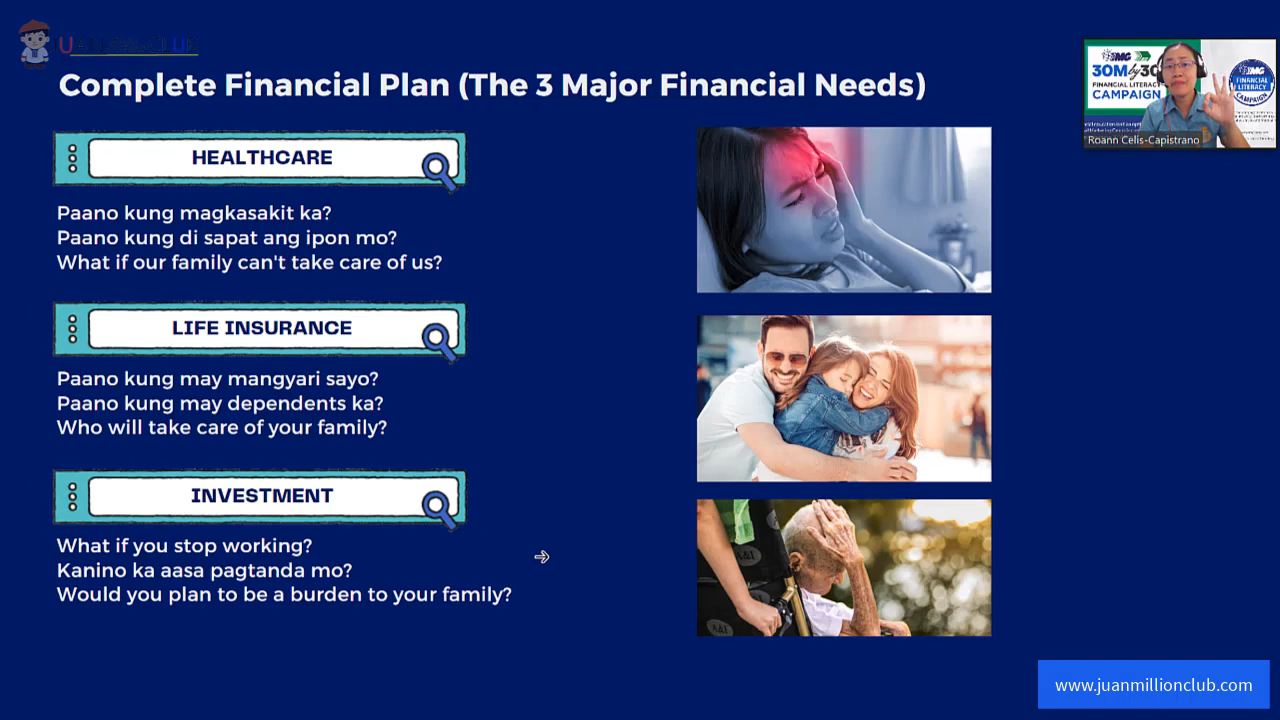 Complete Financial Plan (The 3 Major Financial Needs)
HEALTHCARE
Paano kung magkasakit ka?
Paano kung di sapat ang ipon mo?
What if our family can't take care of us?
LIFE INSURANCE
Paano kung may mangyari sayo?
Paano kung may dependents ka?
Who will take care of your family?
INVESTMENT
What if you stop working?
Kanino ka aasa pagtanda mo?
Would you plan to be a burden to your family?
IMG
30M by 30
FINANCIAL LITERACY
CAMPAIGN
IMG
FINANCIAL
LITERACY
CAMPAIGN
Roann Celis-Capistrano
A&I
A&I
www.juanmillionclub.com